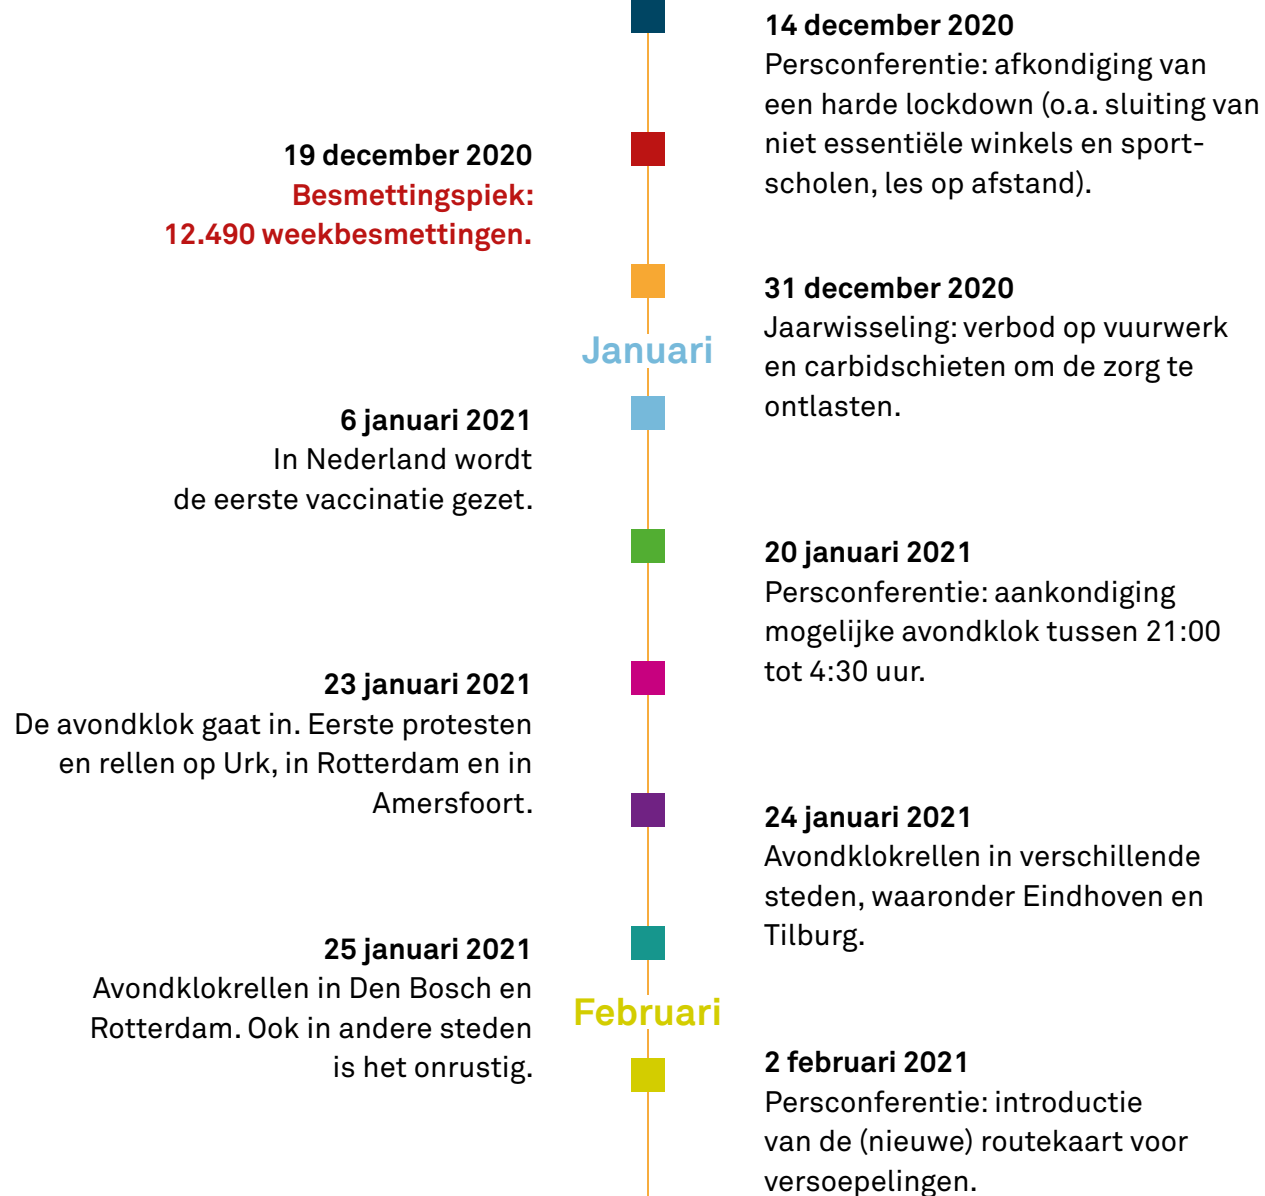 14 december 2020
Persconferentie: afkondiging van
een harde lockdown (o.a. sluiting van
niet essentiële winkels en sport-
scholen, les op afstand).
19 december 2020
Besmettingspiek:
12.490 weekbesmettingen.
31 december 2020
Jaarwisseling: verbod op vuurwerk
en carbidschieten om de zorg te
ontlasten.
Januari
6 januari 2021
In Nederland wordt
de eerste vaccinatie gezet.
20 januari 2021
Persconferentie: aankondiging
mogelijke avondklok tussen 21:00
tot 4:30 uur.
23 januari 2021
De avondklok gaat in. Eerste protesten
en rellen op Urk, in Rotterdam en in
Amersfoort.
24 januari 2021
Avondklokrellen in verschillende
steden, waaronder Eindhoven en
Tilburg.
25 januari 2021
Avondklokrellen in Den Bosch en
Rotterdam. Ook in andere steden
is het onrustig.
Februari
2 februari 2021
Persconferentie: introductie
van de (nieuwe) routekaart voor
versoepelingen.